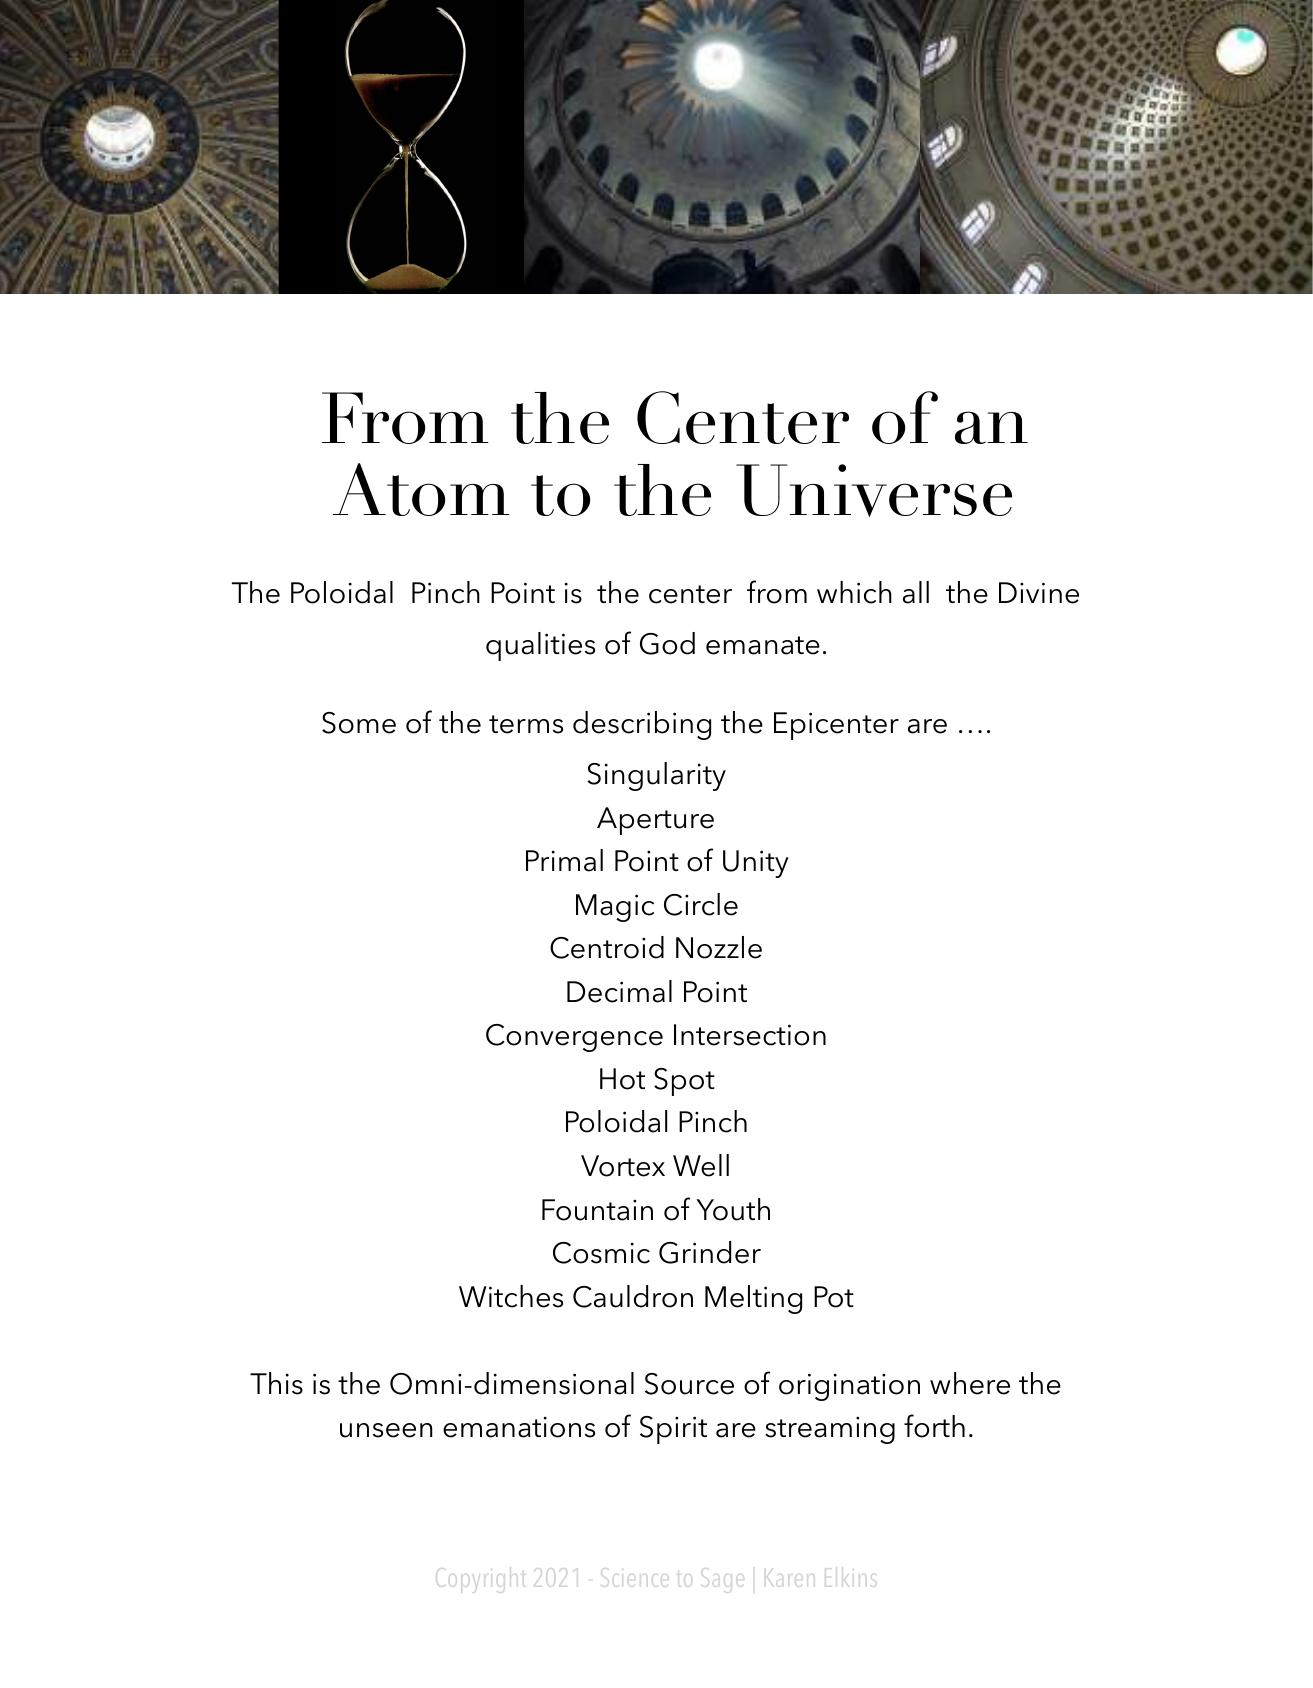 From the Center of an
Atom to the Universe
The Poloidal  Pinch Point is  the center  from which all  the Divine
qualities of God emanate.
Some of the terms describing the Epicenter are ….
Singularity
Aperture
Primal Point of Unity
Magic Circle
Centroid Nozzle
Decimal Point
Convergence Intersection
Hot Spot
Poloidal Pinch
Vortex Well
Fountain of Youth
Cosmic Grinder
Witches Cauldron Melting Pot
This is the Omni-dimensional Source of origination where the
unseen emanations of Spirit are streaming forth.
Copyright 2021 - Science to Sage | Karen Elkins